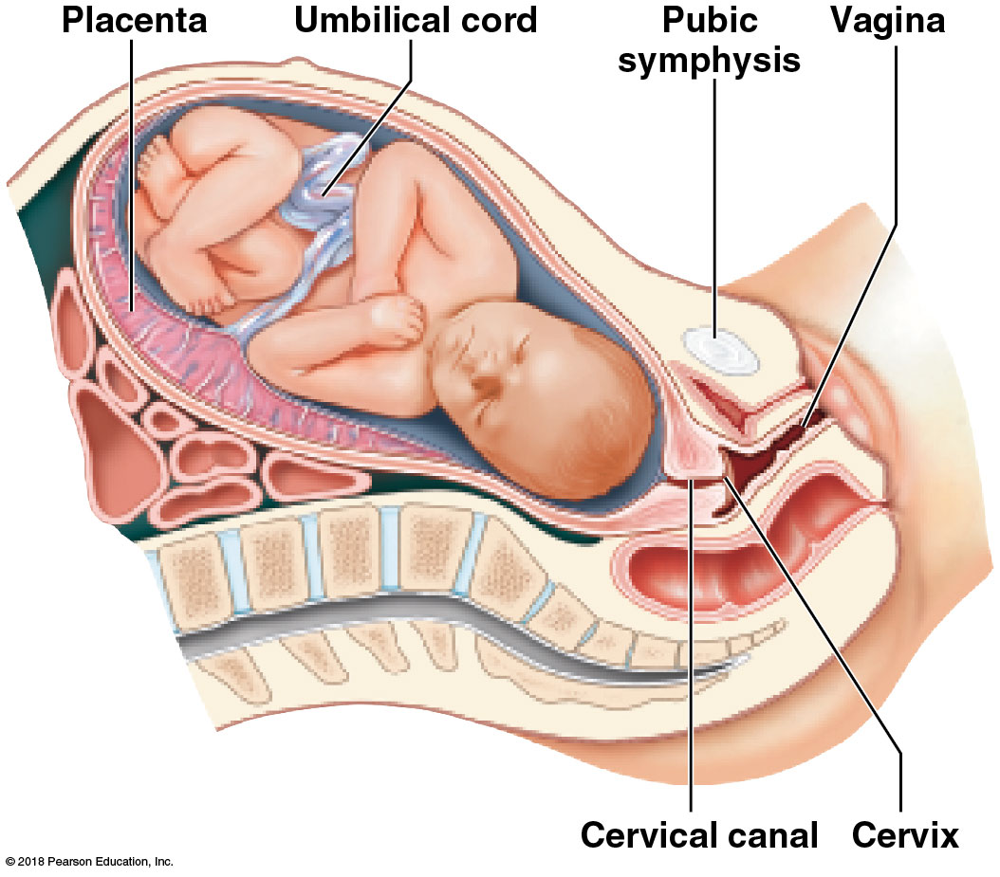 Placenta
Umbilical cord
Pubic
symphysis
Vagina
Cervical canal
Cervix
© 2018 Pearson Education, Inc.